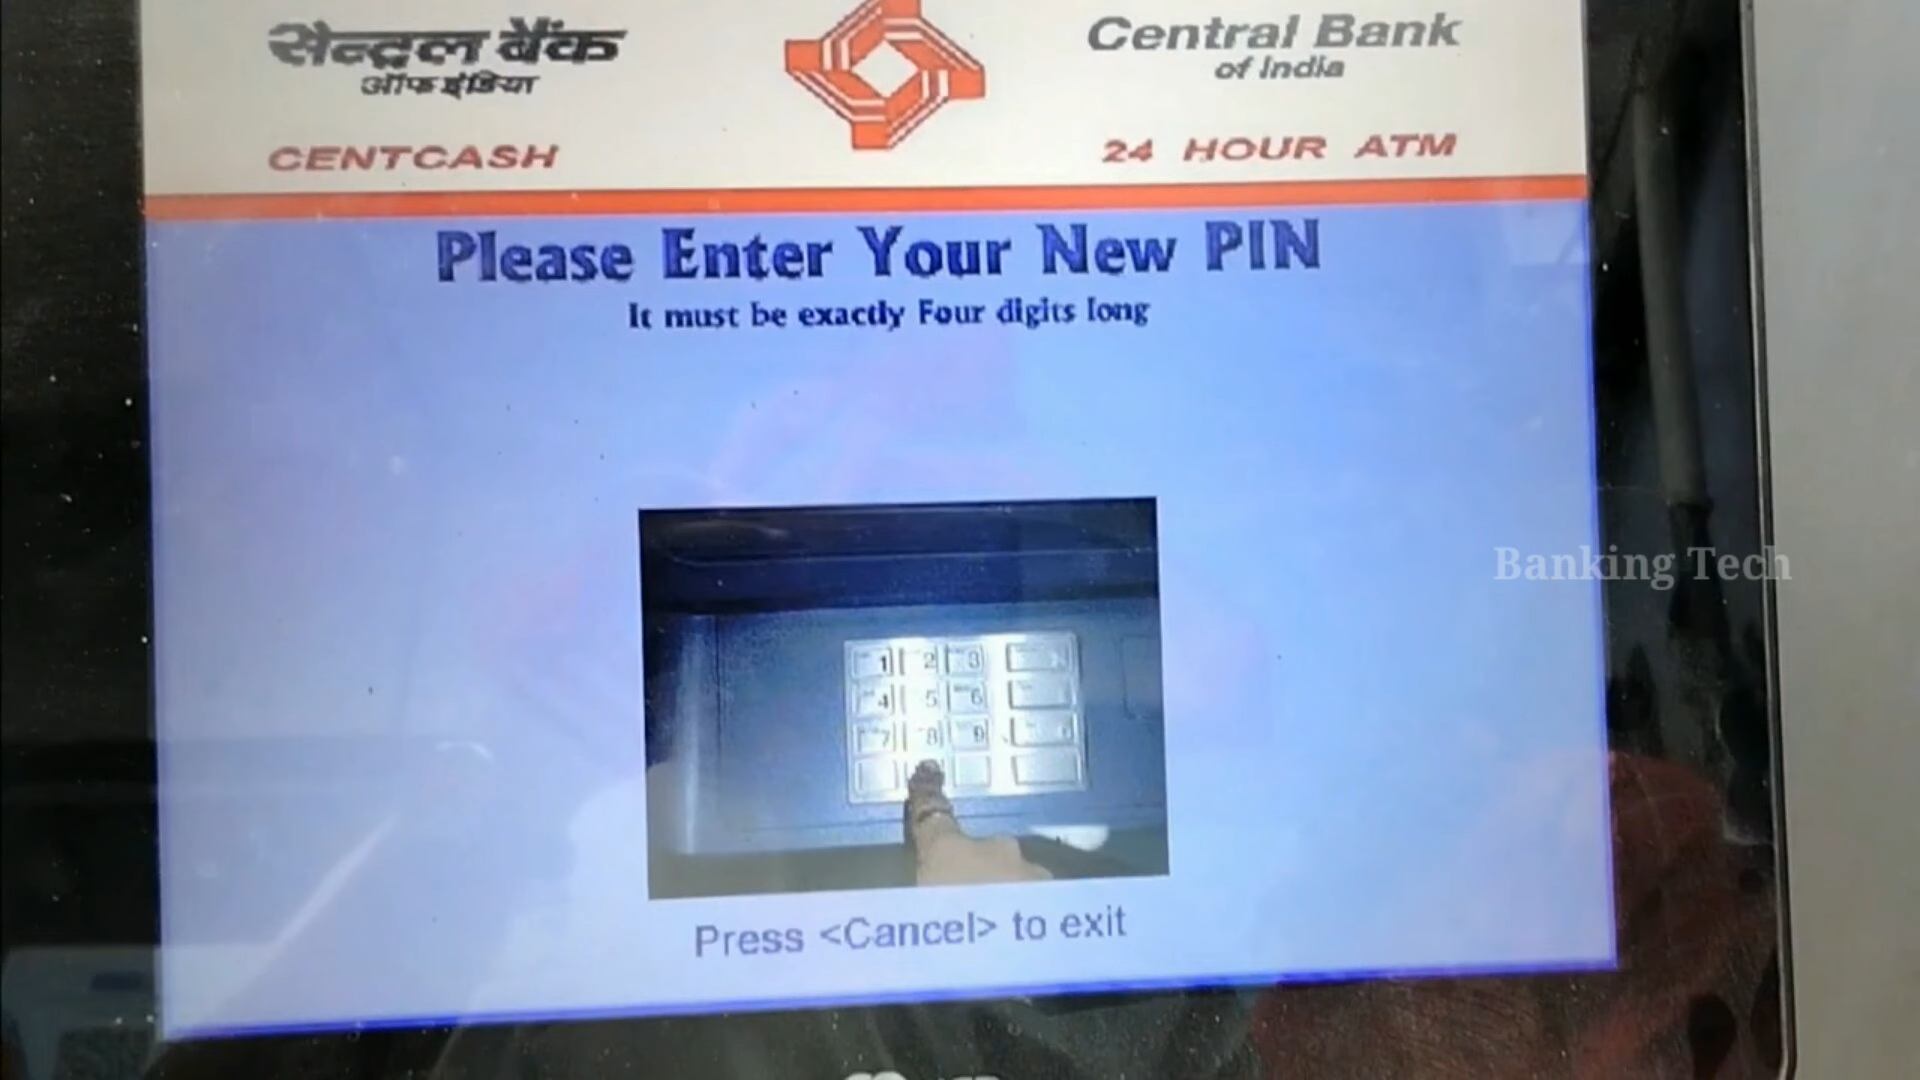 सेन्ट्रल बैंक
ऑफ इंडिया
CENTCASH
Central Bank
of India
24 HOUR ATM
Please Enter Your New PIN
It must be exactly Four digits long
1 2 3
4 5 6
7 8 9
Press <Cancel> to exit
Banking Tech